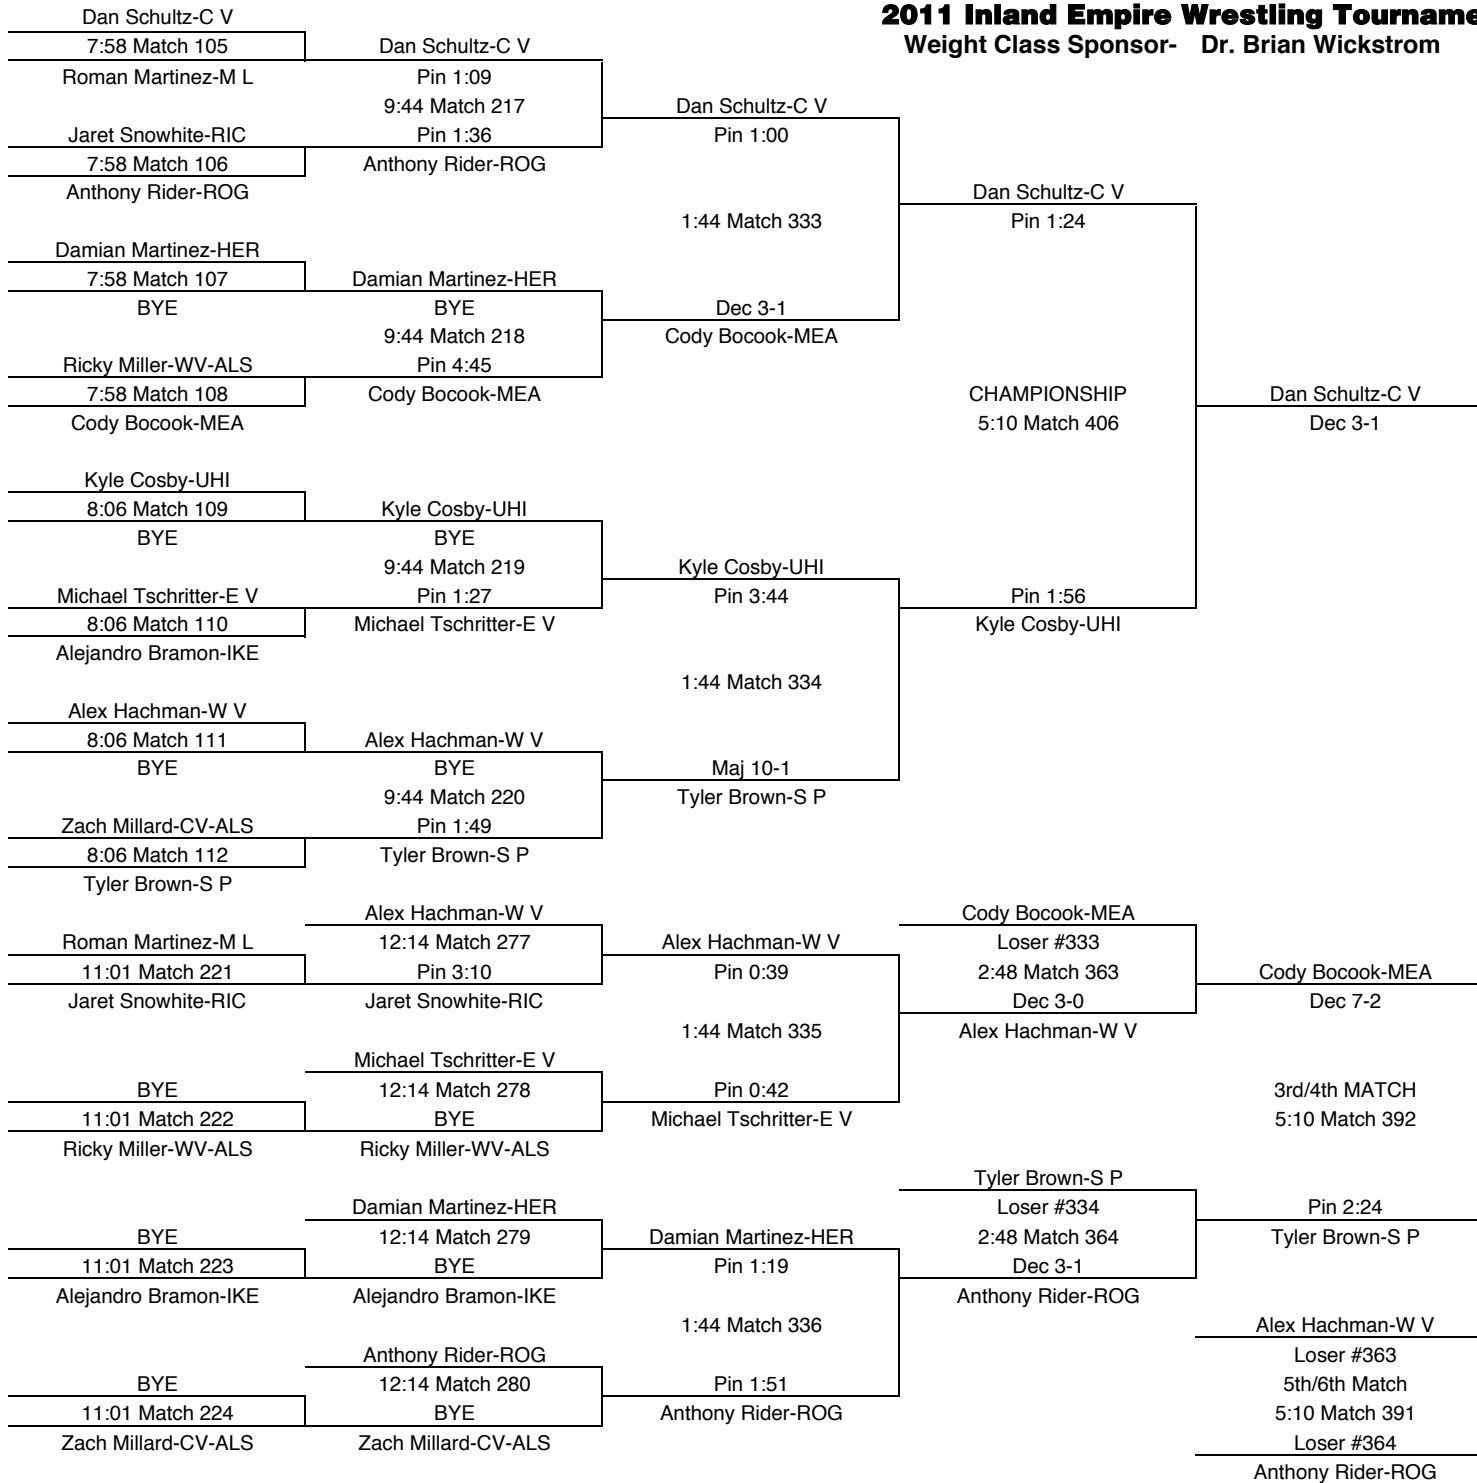 2011 Inland Empire Wrestling Tourname
Weight Class Sponsor- Dr. Brian Wickstrom
Dan Schultz-C V
7:58 Match 105
Roman Martinez-M L
Jaret Snowhite-RIC
7:58 Match 106
Anthony Rider-ROG
Damian Martinez-HER
7:58 Match 107
BYE
Ricky Miller-WV-ALS
7:58 Match 108
Cody Bocook-MEA
Kyle Cosby-UHI
8:06 Match 109
BYE
Michael Tschritter-E V
8:06 Match 110
Alejandro Bramon-IKE
Alex Hachman-W V
8:06 Match 111
BYE
Zach Millard-CV-ALS
8:06 Match 112
Tyler Brown-S P
Dan Schultz-C V
Pin 1:09
9:44 Match 217
Pin 1:36
Anthony Rider-ROG
Damian Martinez-HER
BYE
9:44 Match 218
Pin 4:45
Cody Bocook-MEA
Kyle Cosby-UHI
BYE
9:44 Match 219
Pin 1:27
Michael Tschritter-E V
Alex Hachman-W V
BYE
9:44 Match 220
Pin 1:49
Tyler Brown-S P
Dan Schultz-C V
Pin 1:00
1:44 Match 333
Dec 3-1
Cody Bocook-MEA
Kyle Cosby-UHI
Pin 3:44
1:44 Match 334
Maj 10-1
Tyler Brown-S P
Dan Schultz-C V
Pin 1:24
CHAMPIONSHIP
5:10 Match 406
Pin 1:56
Kyle Cosby-UHI
Dan Schultz-C V
Dec 3-1
Roman Martinez-M L
11:01 Match 221
Jaret Snowhite-RIC
BYE
11:01 Match 222
Ricky Miller-WV-ALS
BYE
11:01 Match 223
Alejandro Bramon-IKE
BYE
11:01 Match 224
Zach Millard-CV-ALS
Alex Hachman-W V
12:14 Match 277
Pin 3:10
Jaret Snowhite-RIC
Michael Tschritter-E V
12:14 Match 278
BYE
Ricky Miller-WV-ALS
Damian Martinez-HER
12:14 Match 279
BYE
Alejandro Bramon-IKE
Anthony Rider-ROG
12:14 Match 280
BYE
Zach Millard-CV-ALS
Alex Hachman-W V
Pin 0:39
1:44 Match 335
Pin 0:42
Michael Tschritter-E V
Damian Martinez-HER
Pin 1:19
1:44 Match 336
Pin 1:51
Anthony Rider-ROG
Cody Bocook-MEA
Loser #333
2:48 Match 363
Dec 3-0
Alex Hachman-W V
Tyler Brown-S P
Loser #334
2:48 Match 364
Dec 3-1
Anthony Rider-ROG
Cody Bocook-MEA
Dec 7-2
3rd/4th MATCH
5:10 Match 392
Pin 2:24
Tyler Brown-S P
Alex Hachman-W V
Loser #363
5th/6th Match
5:10 Match 391
Loser #364
Anthony Rider-ROG